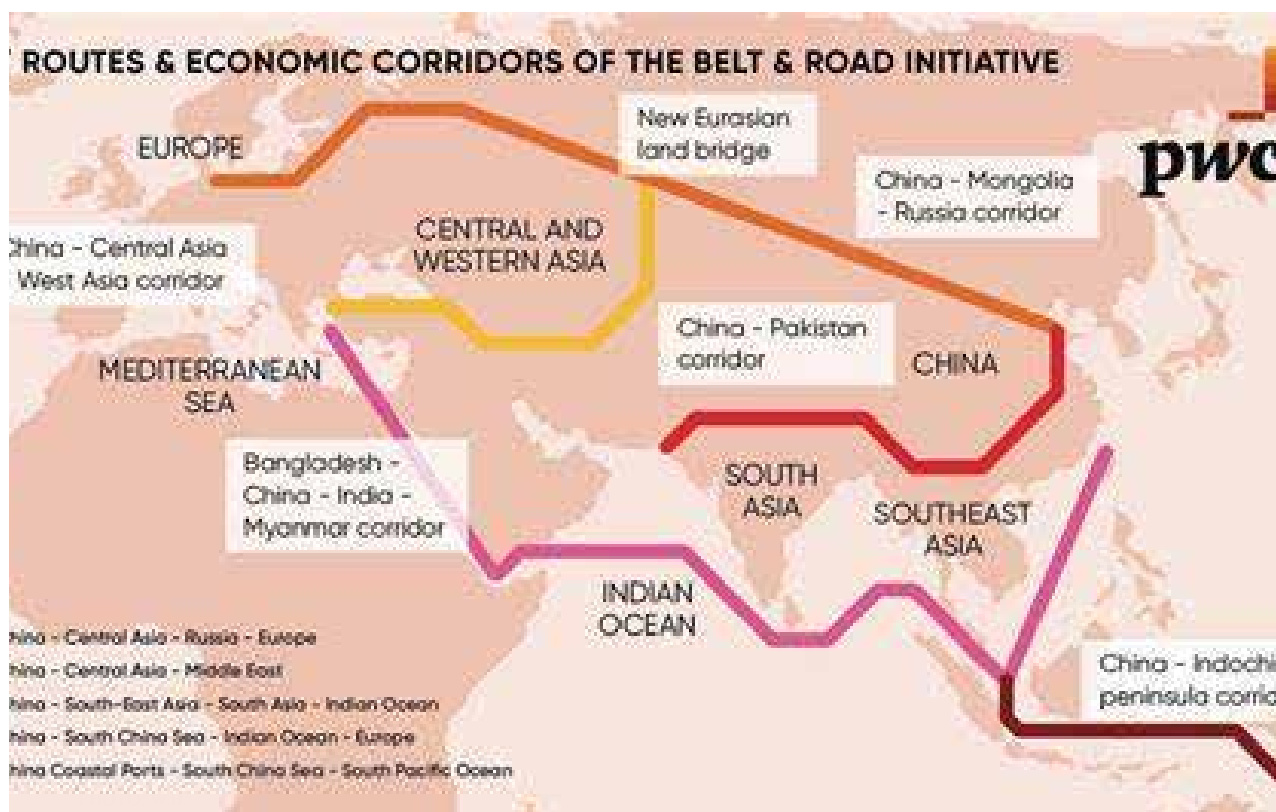 ROUTES & ECONOMIC CORRIDORS OF THE BELT & ROAD INITIATIVE
pwc
EUROPE
New Eurasian
land bridge
China - Mongolia
- Russia corridor
China - Central Asia
West Asia corridor
CENTRAL AND
WESTERN ASIA
China - Pakistan
corridor
CHINA
MEDITERRANEAN
SEA
Bangladesh -
China - India -
Myanmar corridor
SOUTH
ASIA
SOUTHEAST
ASIA
INDIAN
OCEAN
China - Indochi
peninsula corrid
hina - Central Asia - Russia - Europe
hina - Central Asia - Middle East
hina - South-East Asia - South Asia - Indian Ocean
hina - South China Sea - Indian Ocean - Europe
hina Coastal Ports - South China Sea - South Pacific Ocean